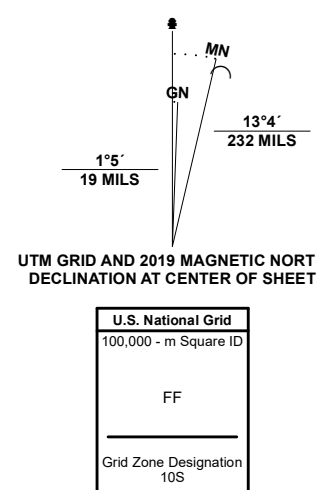 MN
GN
13°4´
232 MILS
1°5´
19 MILS
UTM GRID AND 2019 MAGNETIC NORT
DECLINATION AT CENTER OF SHEET
U.S. National Grid
100,000 - m Square ID
FF
Grid Zone Designation
10S